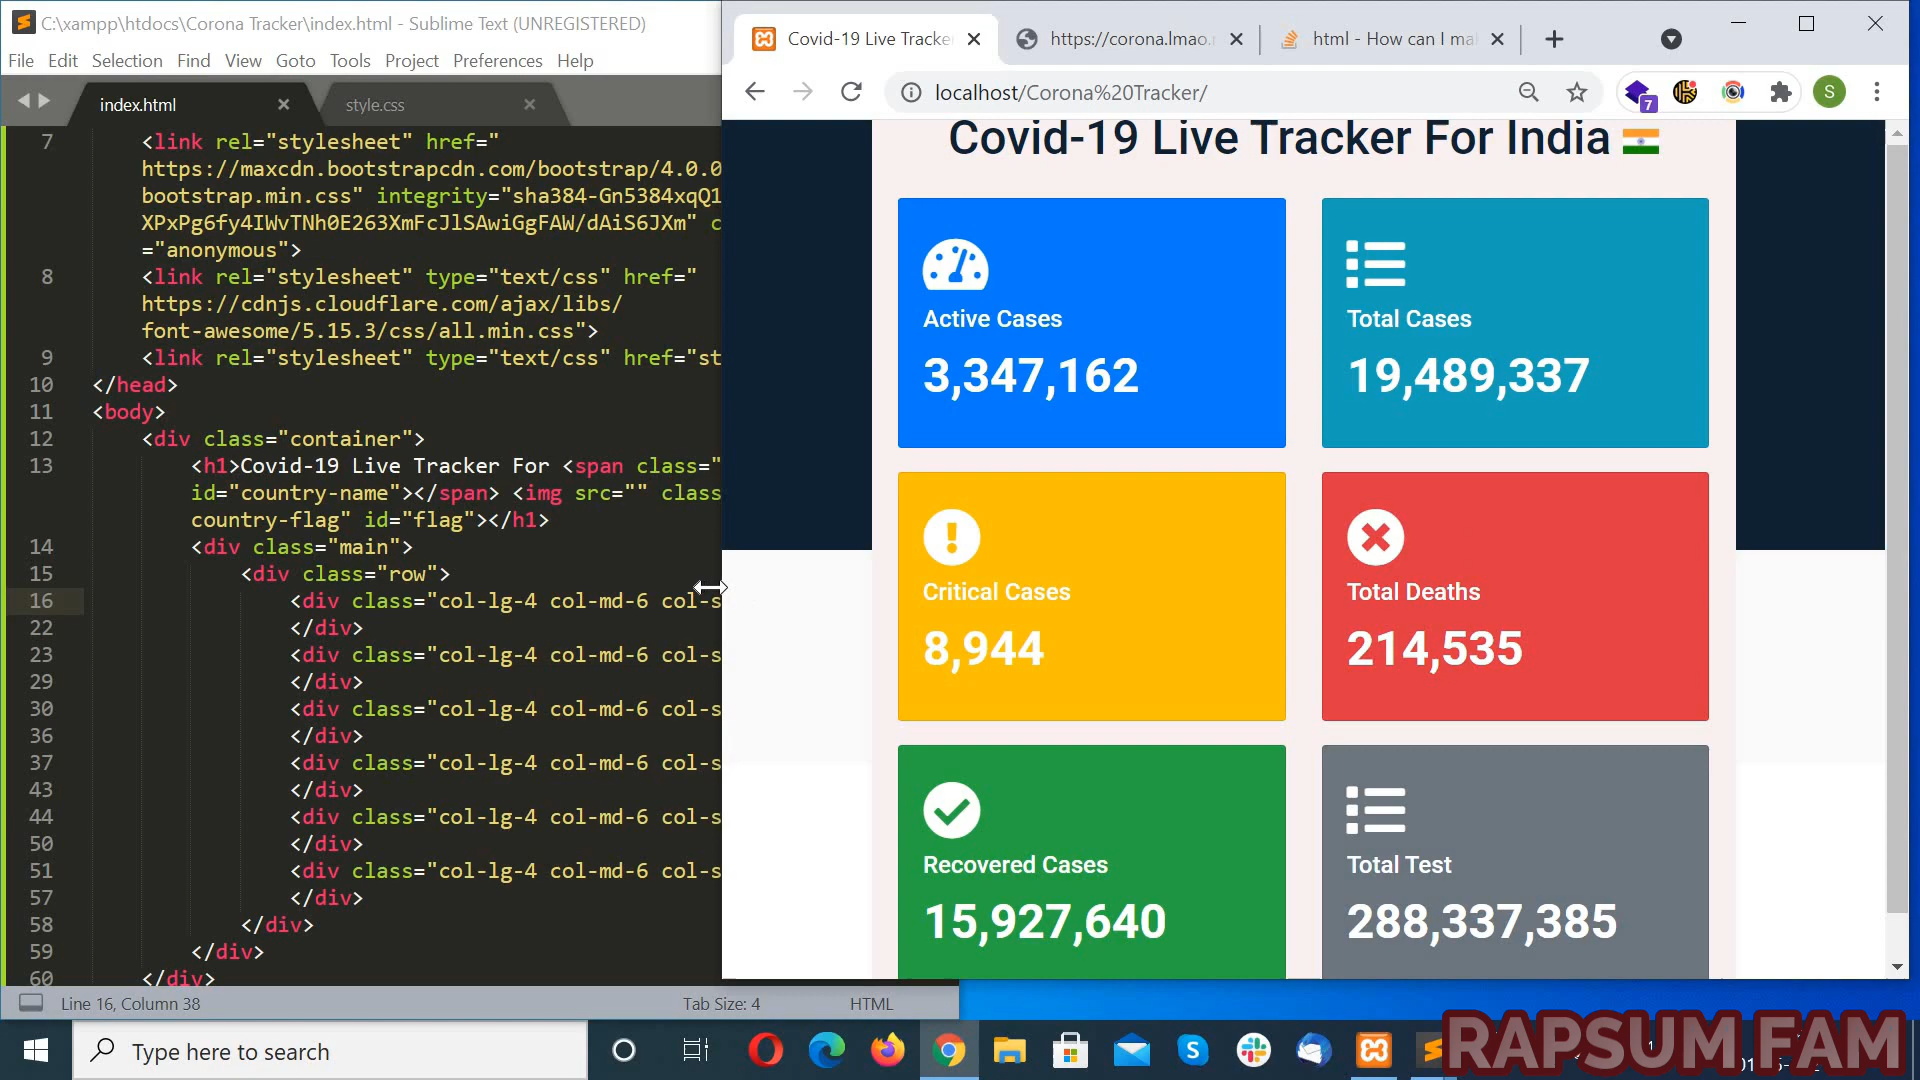 C:\xampp\htdocs\Corona Tracker\index.html - Sublime Text (UNREGISTERED)
File Edit Selection Find View Goto Tools Project Preferences Help
index.html
style.css
7 <link rel="stylesheet" href="
https://maxcdn.bootstrapcdn.com/bootstrap/4.0.0
bootstrap.min.css" integrity="sha384-Gn5384xqQ1
XPxPg6fy4IWvTNh0E263XmFcJlSAwiGgFAW/dAiS6JXm" c
="anonymous">
8 <link rel="stylesheet" type="text/css" href="
https://cdnjs.cloudflare.com/ajax/libs/
font-awesome/5.15.3/css/all.min.css">
9 <link rel="stylesheet" type="text/css" href="st
10 </head>
11 <body>
12 <div class="container">
13 <h1>Covid-19 Live Tracker For <span class="
id="country-name"></span> <img src="" class
country-flag" id="flag"></h1>
14 <div class="main">
15 <div class="row">
16 <div class="col-lg-4 col-md-6 col-s
22 </div>
23 <div class="col-lg-4 col-md-6 col-s
29 </div>
30 <div class="col-lg-4 col-md-6 col-s
36 </div>
37 <div class="col-lg-4 col-md-6 col-s
43 </div>
44 <div class="col-lg-4 col-md-6 col-s
50 </div>
51 <div class="col-lg-4 col-md-6 col-s
57 </div>
58 </div>
59 </div>
60 </div>
Line 16, Column 38
Tab Size: 4
HTML
Covid-19 Live Tracke
https://corona.lmao.
html - How can I ma
localhost/Corona%20Tracker/
7
S
Covid-19 Live Tracker For India
Active Cases
3,347,162
Total Cases
19,489,337
Critical Cases
8,944
Total Deaths
214,535
Recovered Cases
15,927,640
Total Test
288,337,385
Type here to search
RAPSUM FAM